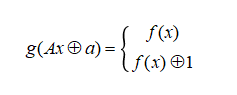 g(Ax ⊕ a) = { f(x)
f(x) ⊕ 1